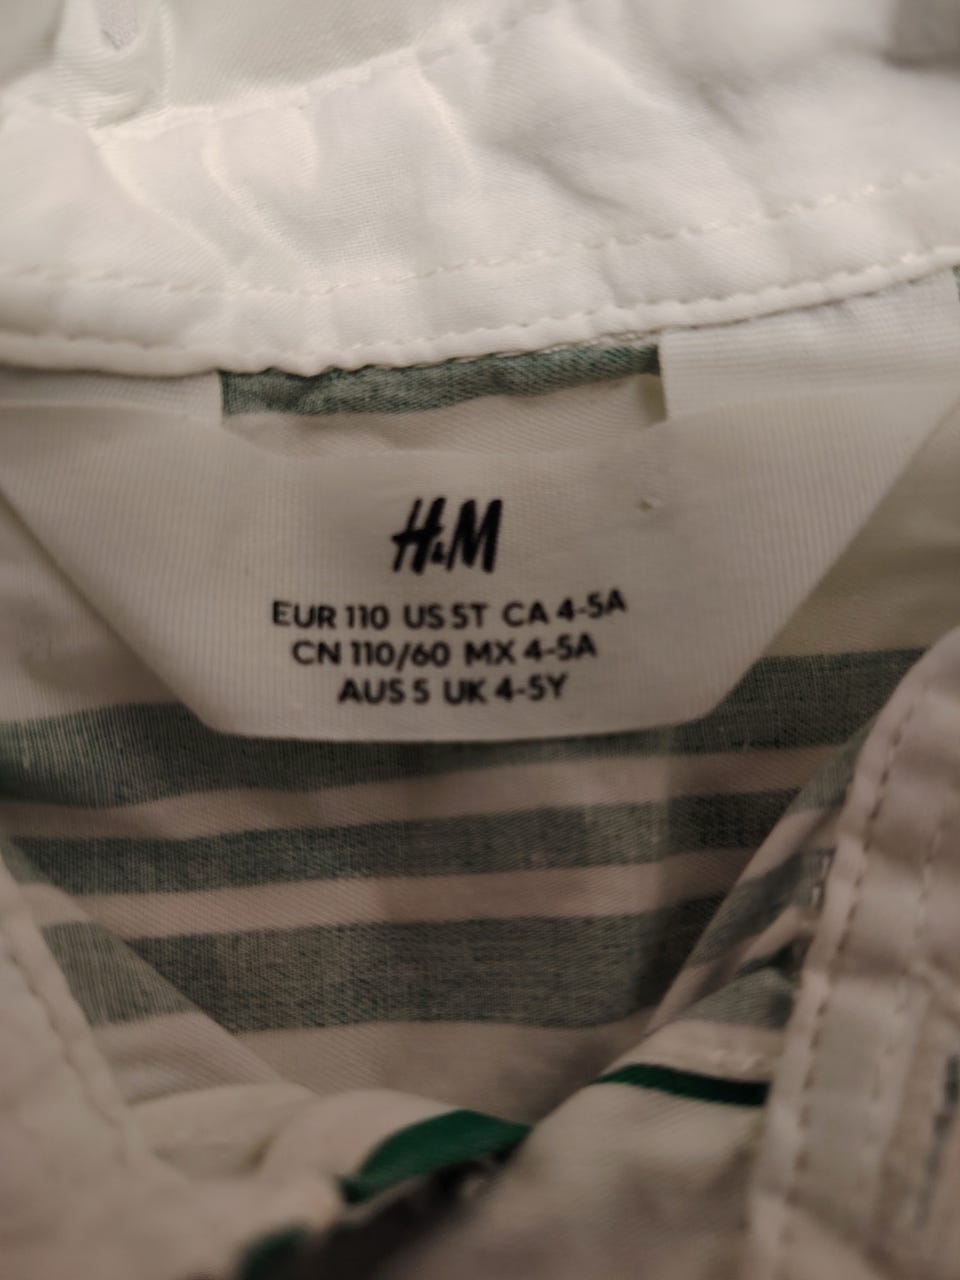 H&M
EUR 110 US 5T CA 4-5A
CN 110/60 MX 4-5A
AUS 5 UK 4-5Y